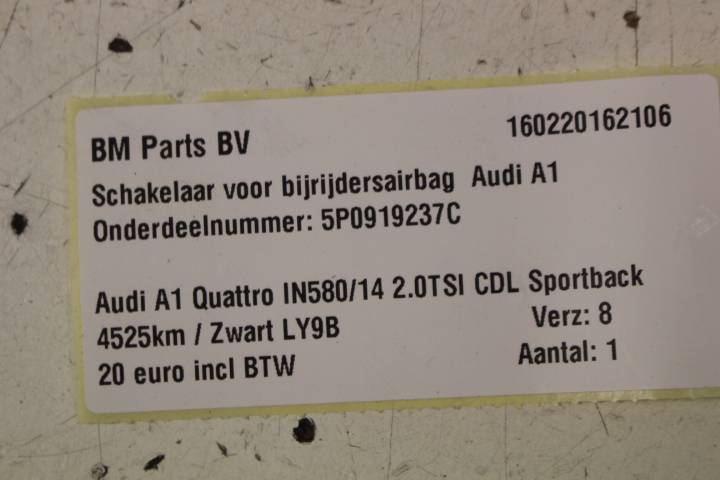 BM Parts BV 160220162106
Schakelaar voor bijrijdersairbag Audi A1
Onderdeelnummer: 5P0919237C
Audi A1 Quattro IN580/14 2.0TSI CDL Sportback
4525km / Zwart LY9B Verz: 8
20 euro incl BTW Aantal: 1